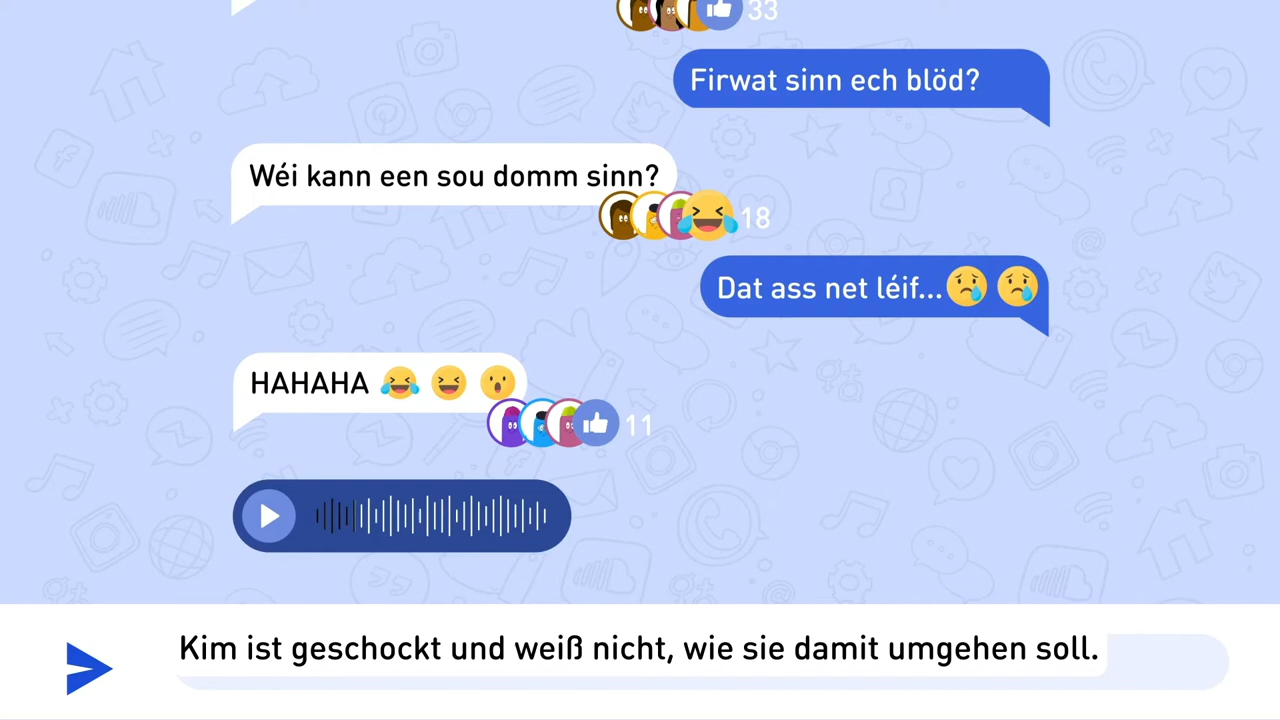 33
Firwat sinn ech blöd?
Wéi kann een sou domm sinn?
18
Dat ass net léif...
HAHAHA
11
Kim ist geschockt und weiß nicht, wie sie damit umgehen soll.